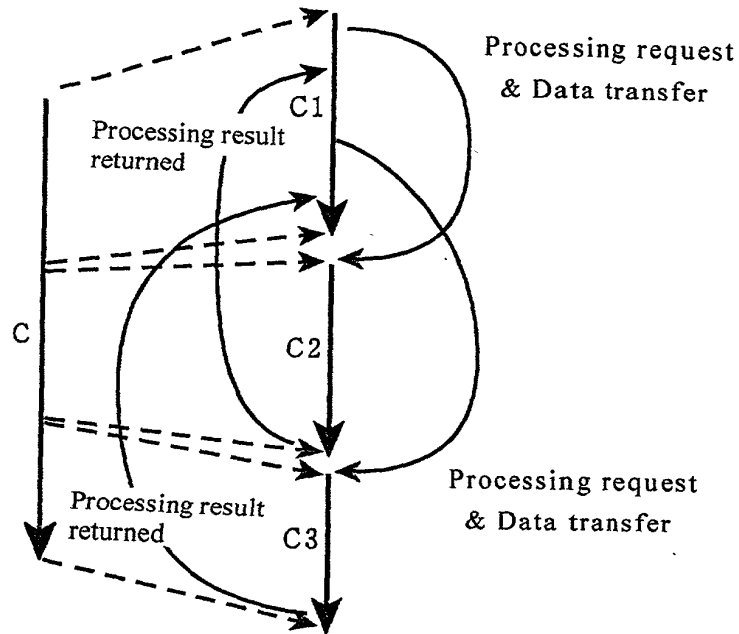 Processing request
& Data transfer
C1
Processing result
returned
C
C2
Processing request
& Data transfer
Processing result
returned
C3